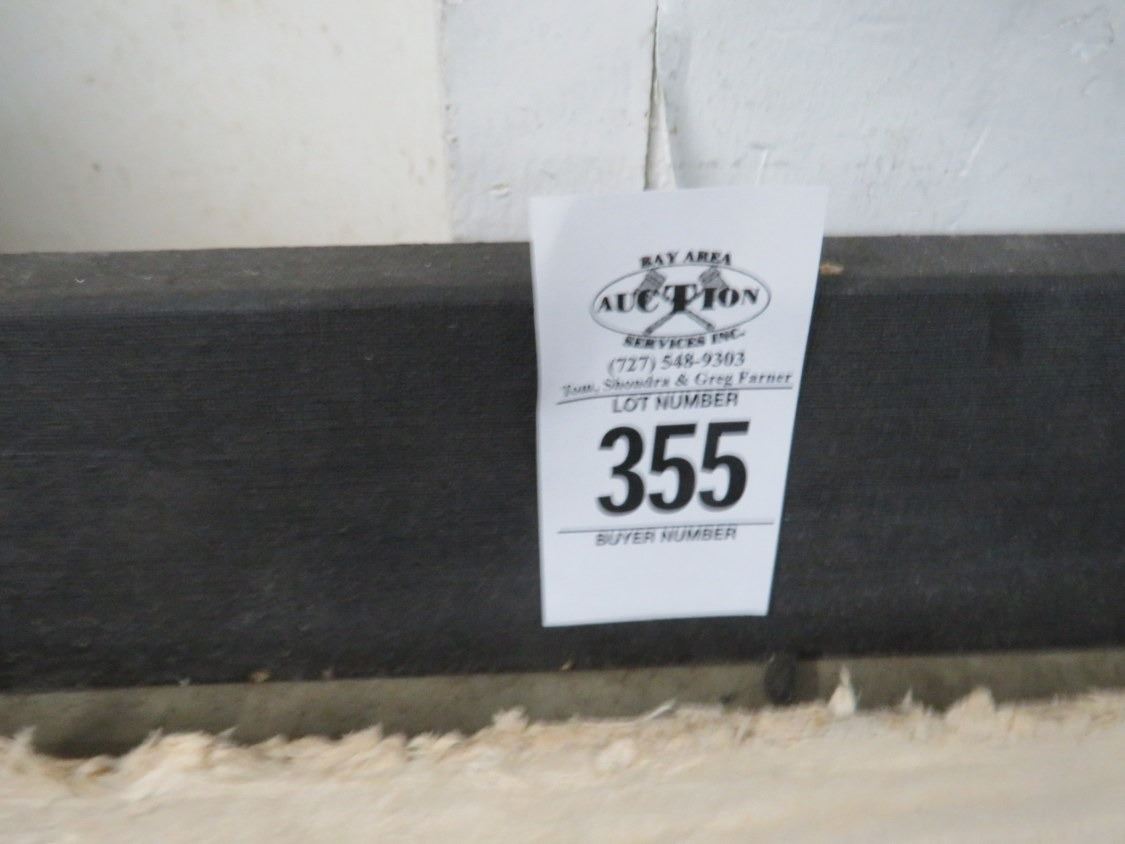 BAY AREA
AUCTION
SERVICES INC.
(727) 548-9303
Tom, Shondra & Greg Farner
LOT NUMBER
355
BUYER NUMBER